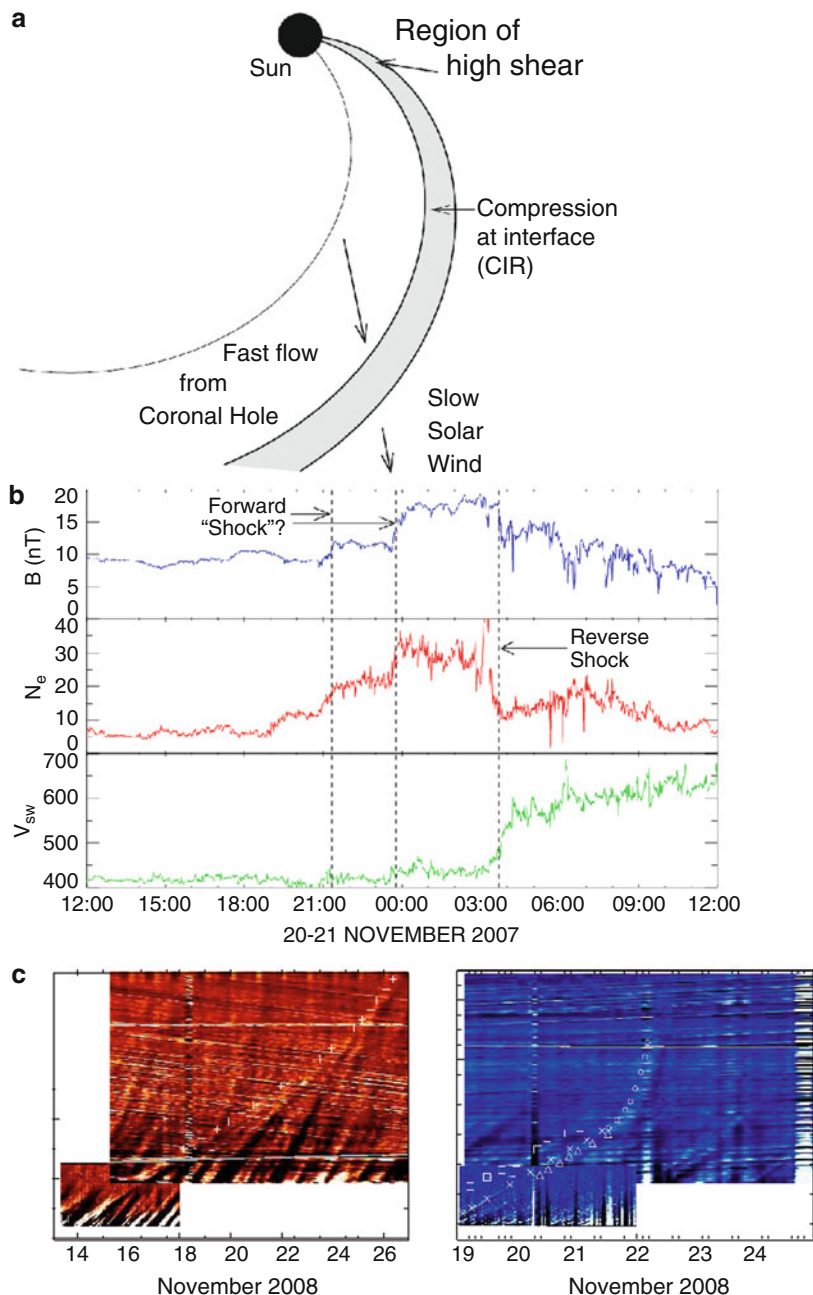 a
Sun
Region of
high shear
Compression
at interface
(CIR)
Fast flow
from
Coronal Hole
Slow
Solar
Wind
b
20
15
10
5
0
B (nT)
Forward
“Shock”?
40
30
20
10
0
Ne
Reverse
Shock
700
600
500
400
Vsw
12:00 15:00 18:00 21:00 00:00 03:00 06:00 09:00 12:00
20-21 NOVEMBER 2007
c
14 16 18 20 22 24 26
November 2008
19 20 21 22 23 24
November 2008